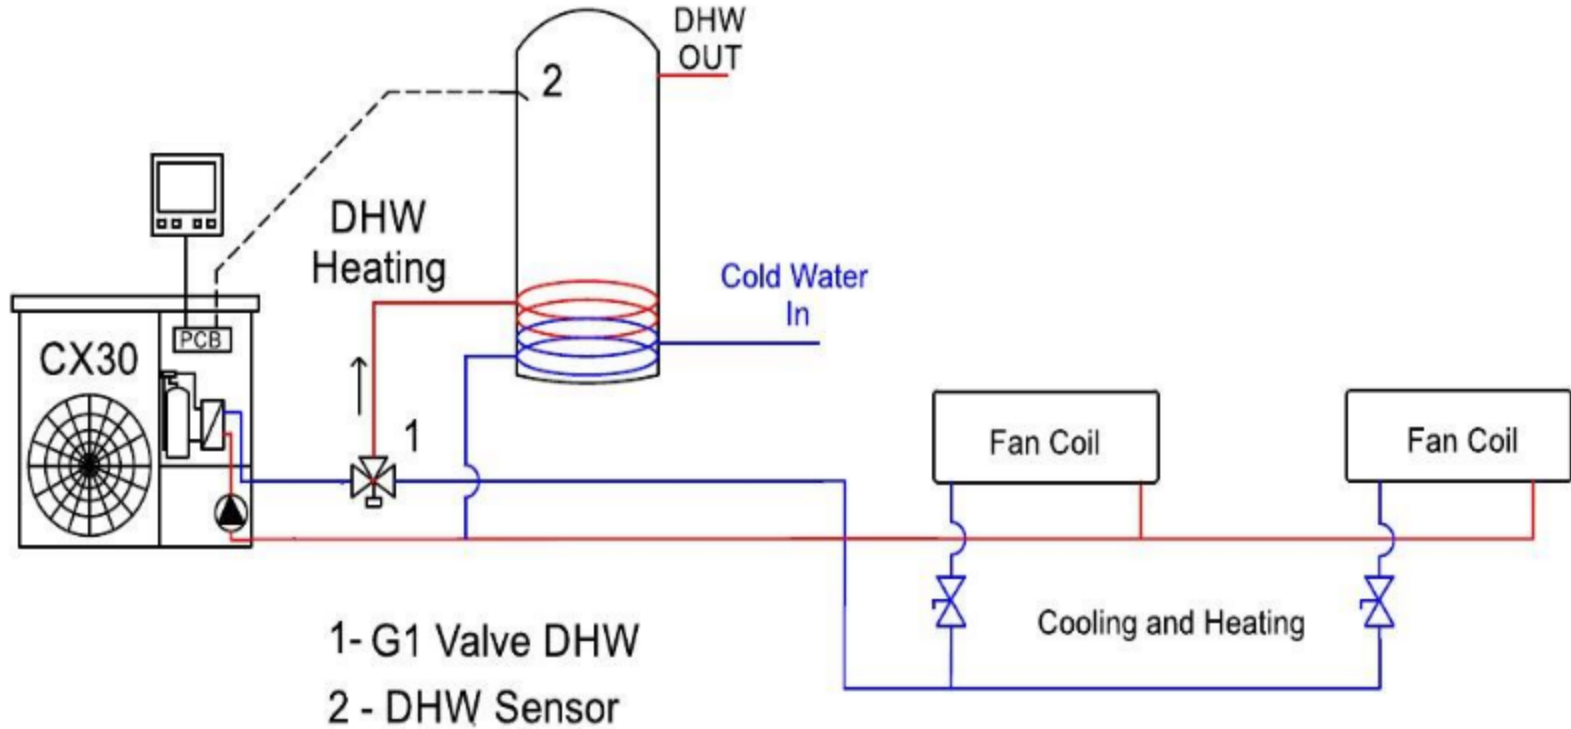 DHW
OUT
2
DHW
Heating
Cold Water
In
PCB
CX30
1
Fan Coil
Fan Coil
Cooling and Heating
1- G1 Valve DHW
2 - DHW Sensor